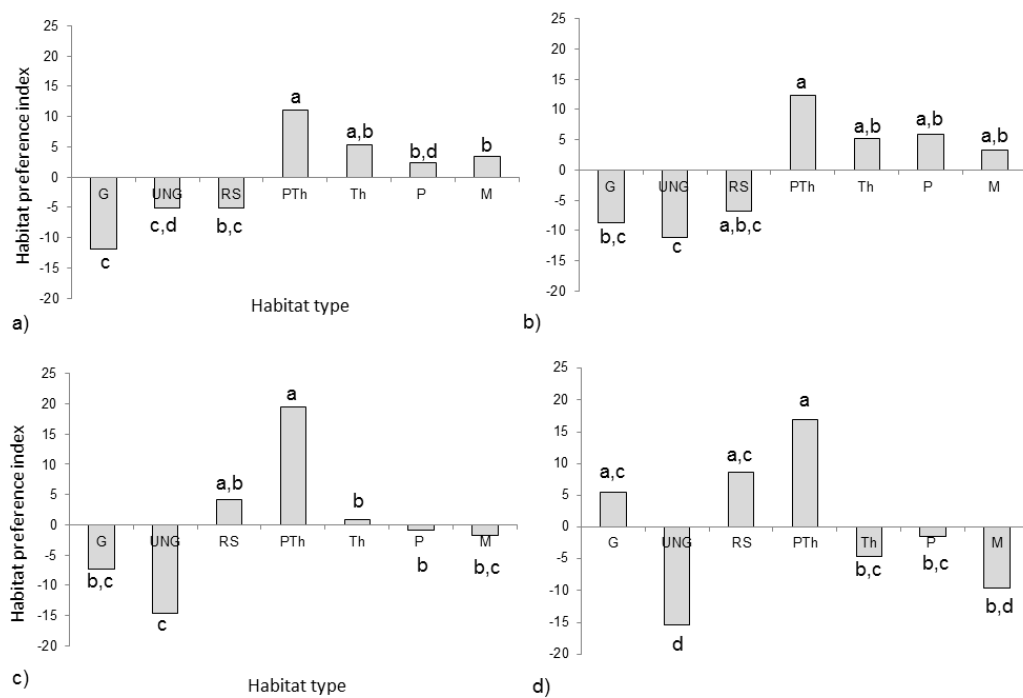 Habitat preference index
25
20
15
10
5
0
-5
-10
-15
-20
G
UNG
RS
PTh
Th
P
M
c
c,d
b,c
a
a,b
b,d
b
Habitat type
a)
25
20
15
10
5
0
-5
-10
-15
-20
G
UNG
RS
PTh
Th
P
M
b,c
c
a,b,c
a
a,b
a,b
a,b
b)
Habitat preference index
25
20
15
10
5
0
-5
-10
-15
-20
G
UNG
RS
PTh
Th
P
M
b,c
c
a,b
a
b
b
b,c
Habitat type
c)
25
20
15
10
5
0
-5
-10
-15
-20
G
UNG
RS
PTh
Th
P
M
a,c
d
a,c
a
b,c
b,c
b,d
d)